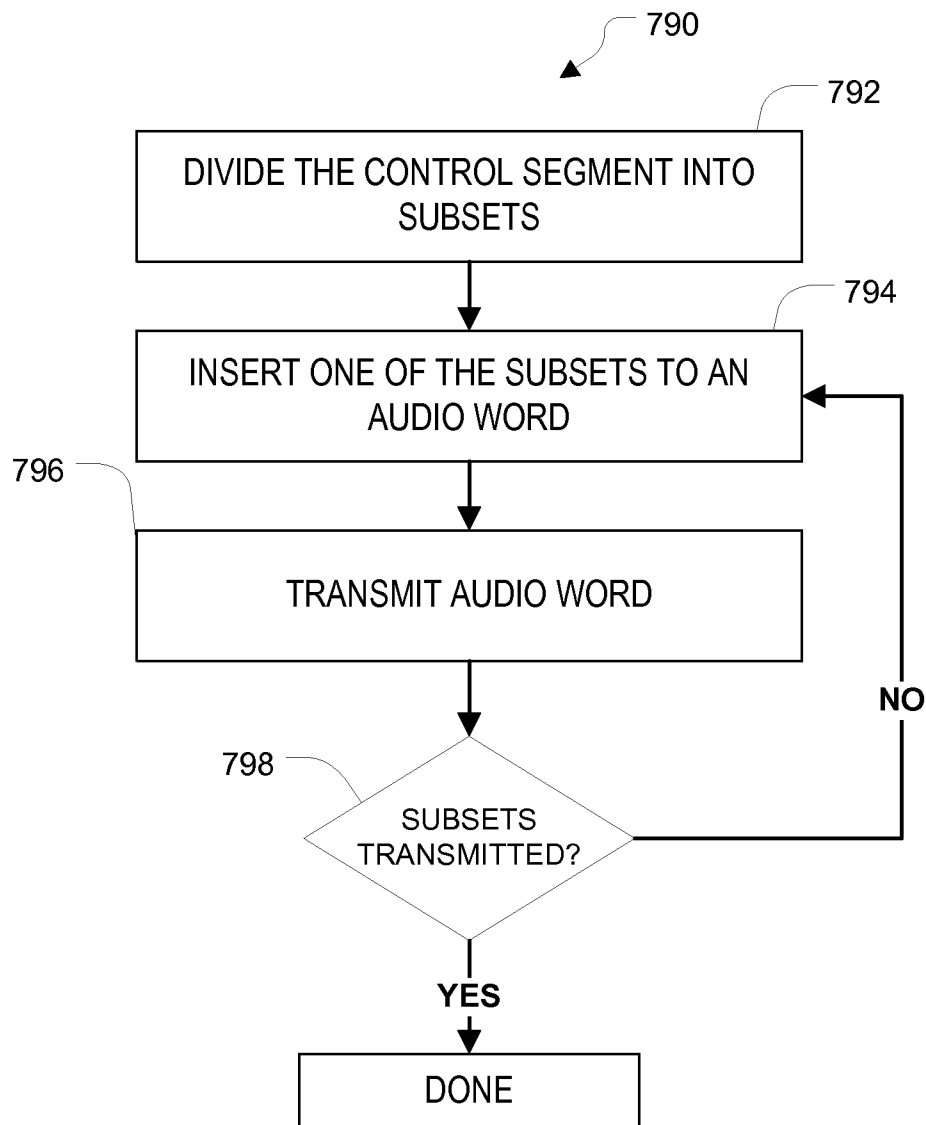 790
792
DIVIDE THE CONTROL SEGMENT INTO
SUBSETS
794
INSERT ONE OF THE SUBSETS TO AN
AUDIO WORD
796
TRANSMIT AUDIO WORD
NO
798
SUBSETS
TRANSMITTED?
YES
DONE